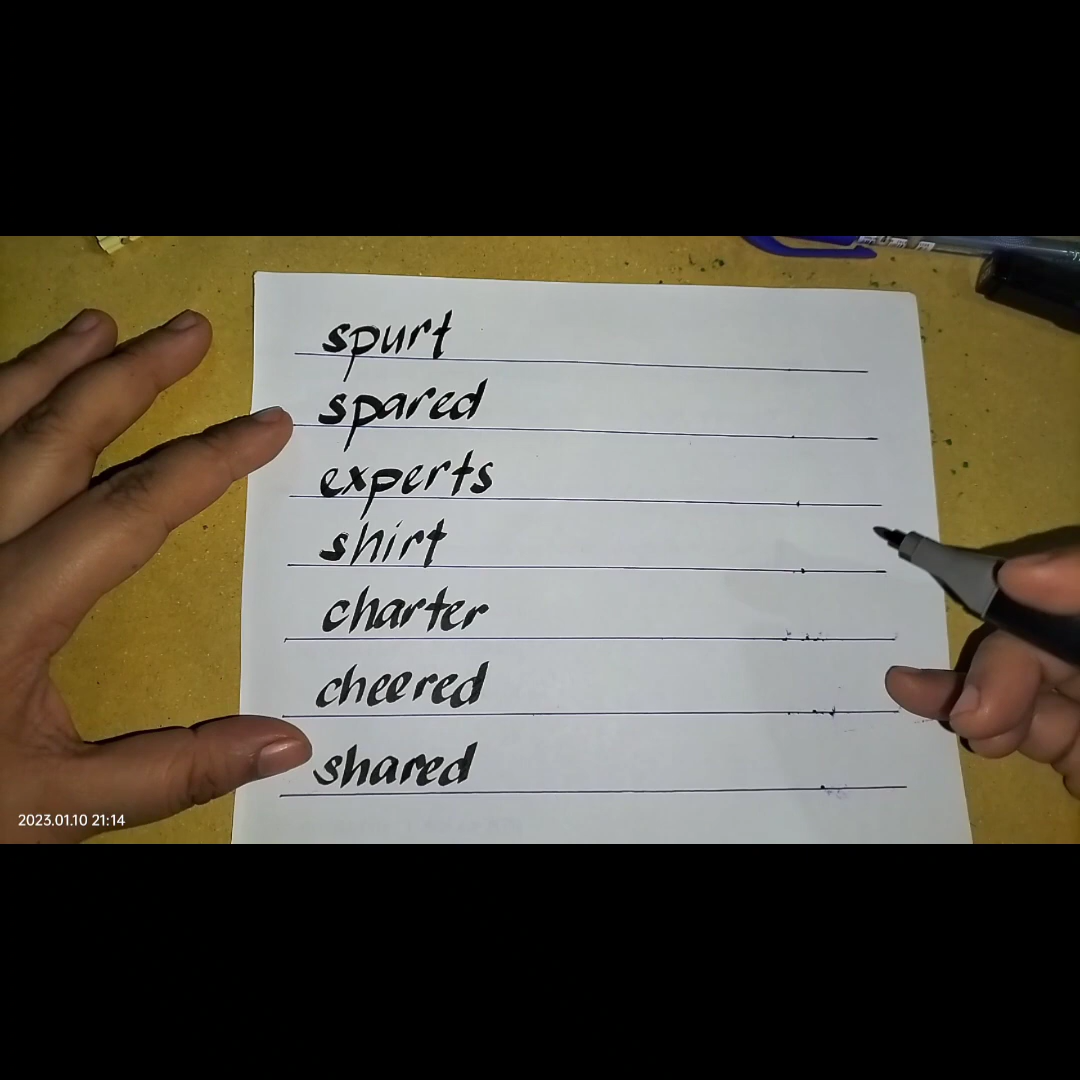 spurt
spared
experts
shirt
charter
cheered
shared
2023.01.10 21:14